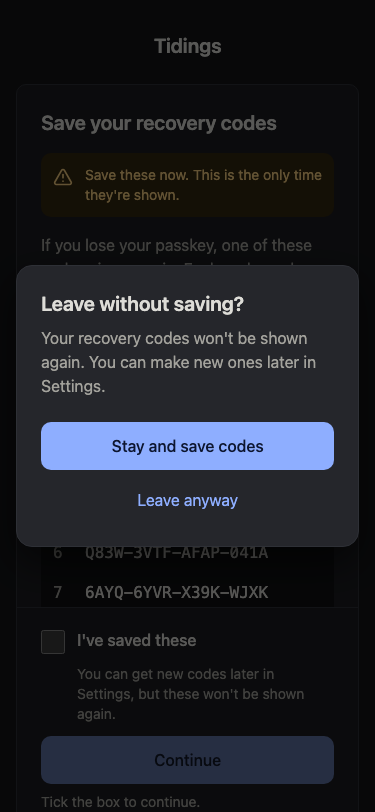 Tidings
Save your recovery codes
Save these now. This is the only time
they're shown.
If you lose your passkey, one of these
Leave without saving?
Your recovery codes won't be shown
again. You can make new ones later in
Settings.
Stay and save codes
Leave anyway
6 Q83W-3VTF-AFAP-041A
7 6AYQ-6YVR-X39K-WJXK
I've saved these
You can get new codes later in
Settings, but these won't be shown
again.
Continue
Tick the box to continue.